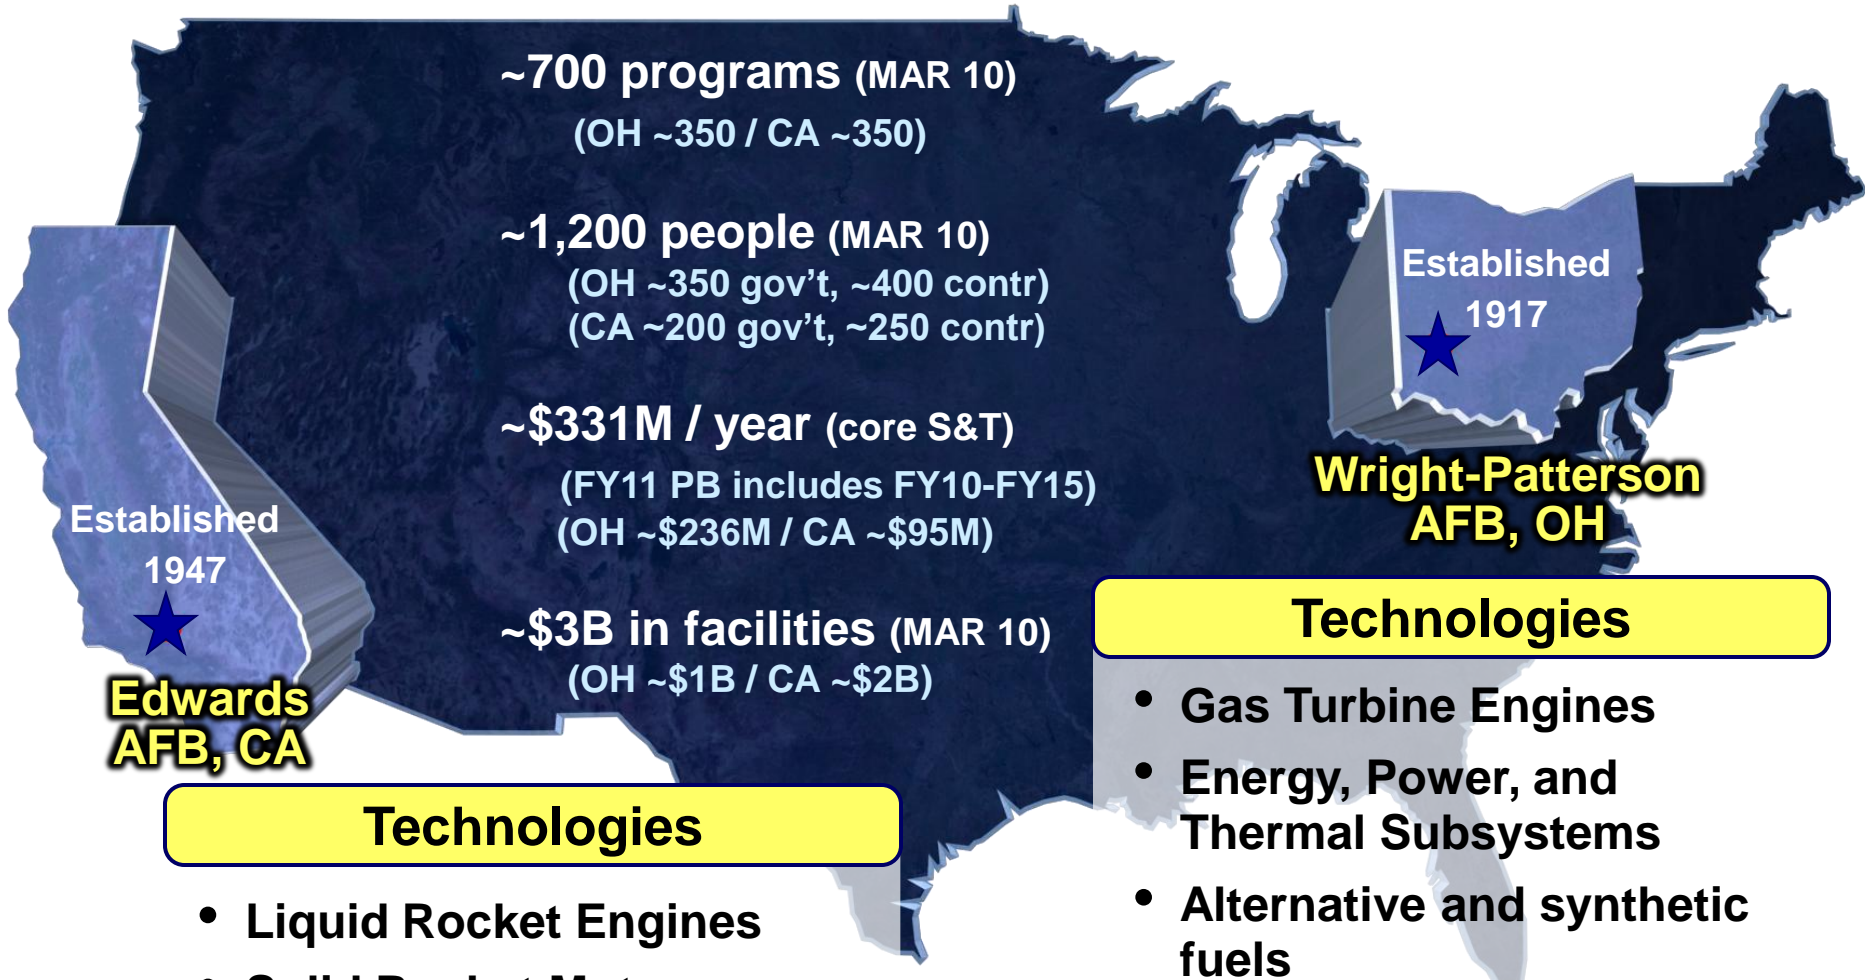 ~700 programs (MAR 10)
(OH ~350 / CA ~350)
~1,200 people (MAR 10)
(OH ~350 gov’t, ~400 contr)
(CA ~200 gov’t, ~250 contr)
~$331M / year (core S&T)
(FY11 PB includes FY10-FY15)
(OH ~$236M / CA ~$95M)
~$3B in facilities (MAR 10)
(OH ~$1B / CA ~$2B)
Established
1917
Wright-Patterson
AFB, OH
Established
1947
Edwards
AFB, CA
Technologies
• Gas Turbine Engines
• Energy, Power, and
Thermal Subsystems
• Alternative and synthetic
fuels
Technologies
• Liquid Rocket Engines